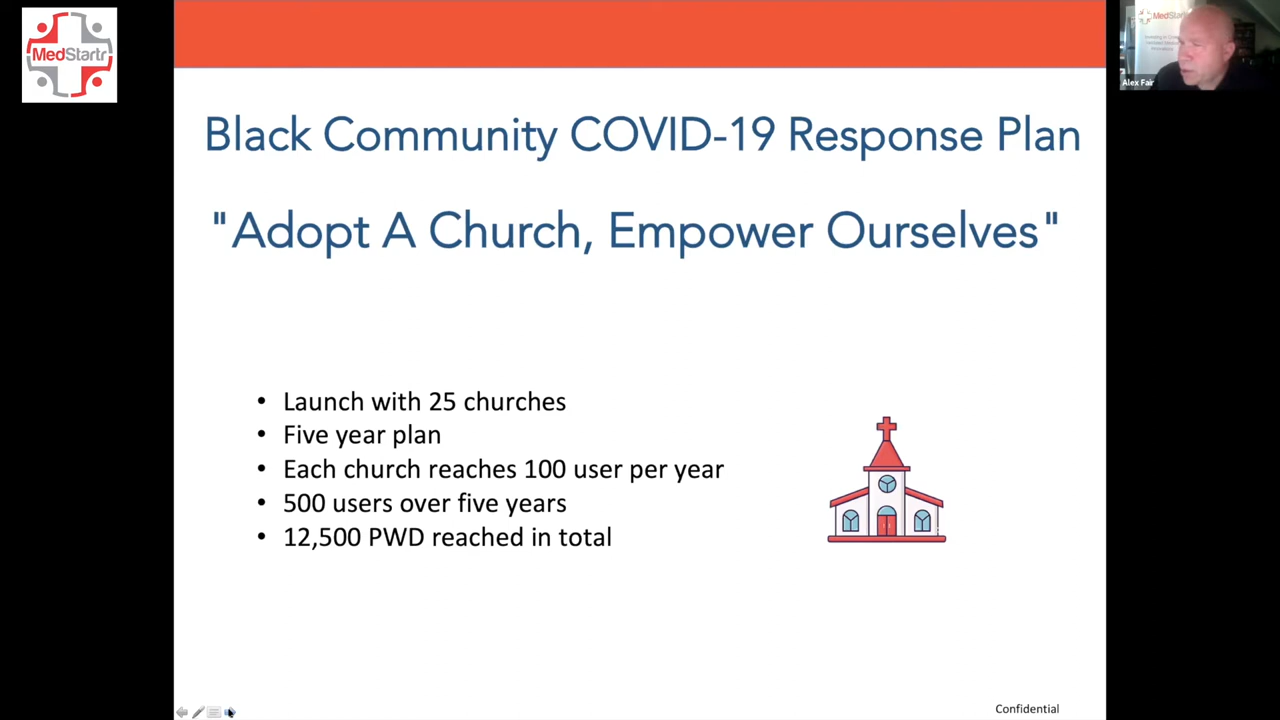 MedStartr
Black Community COVID-19 Response Plan
"Adopt A Church, Empower Ourselves"
• Launch with 25 churches
• Five year plan
• Each church reaches 100 user per year
• 500 users over five years
• 12,500 PWD reached in total
Confidential
MedStartr
Alex Fair